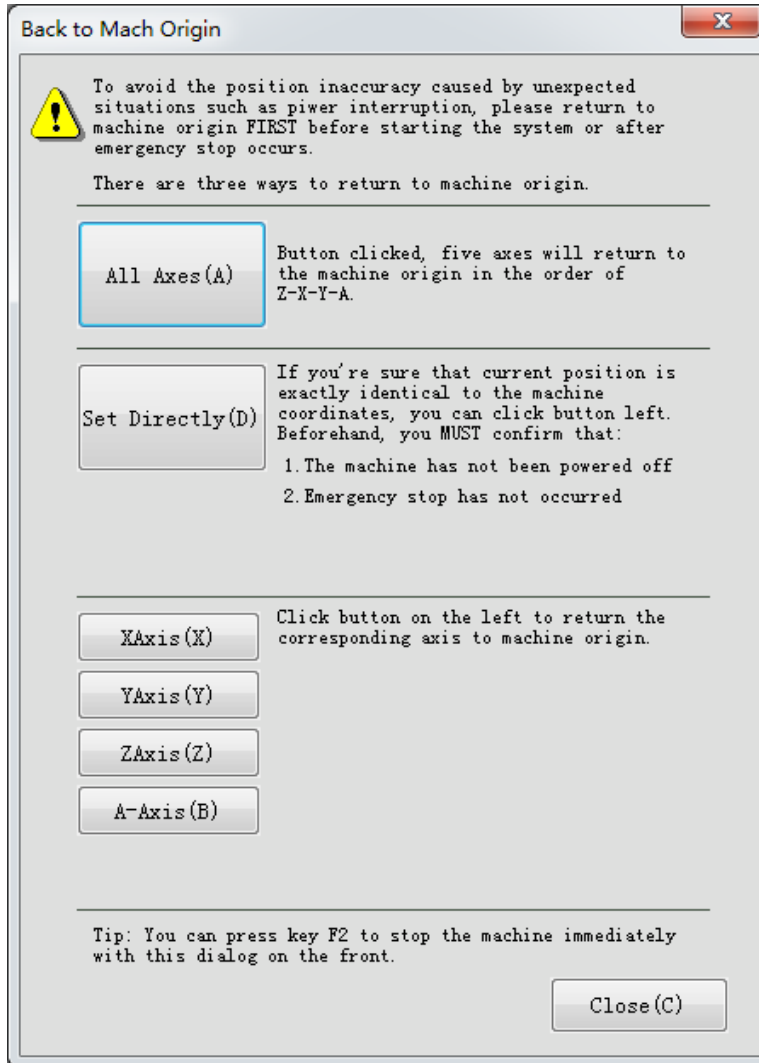 Back to Mach Origin
To avoid the position inaccuracy caused by unexpected
situations such as piwer interruption, please return to
machine origin FIRST before starting the system or after
emergency stop occurs.
There are three ways to return to machine origin.
All Axes(A)
Button clicked, five axes will return to
the machine origin in the order of
Z-X-Y-A.
Set Directly(D)
If you're sure that current position is
exactly identical to the machine
coordinates, you can click button left.
Beforehand, you MUST confirm that:
1.The machine has not been powered off
2.Emergency stop has not occurred
XAxis(X)
Click button on the left to return the
corresponding axis to machine origin.
YAxis(Y)
ZAxis(Z)
A-Axis(B)
Tip: You can press key F2 to stop the machine immediately
with this dialog on the front.
Close(C)